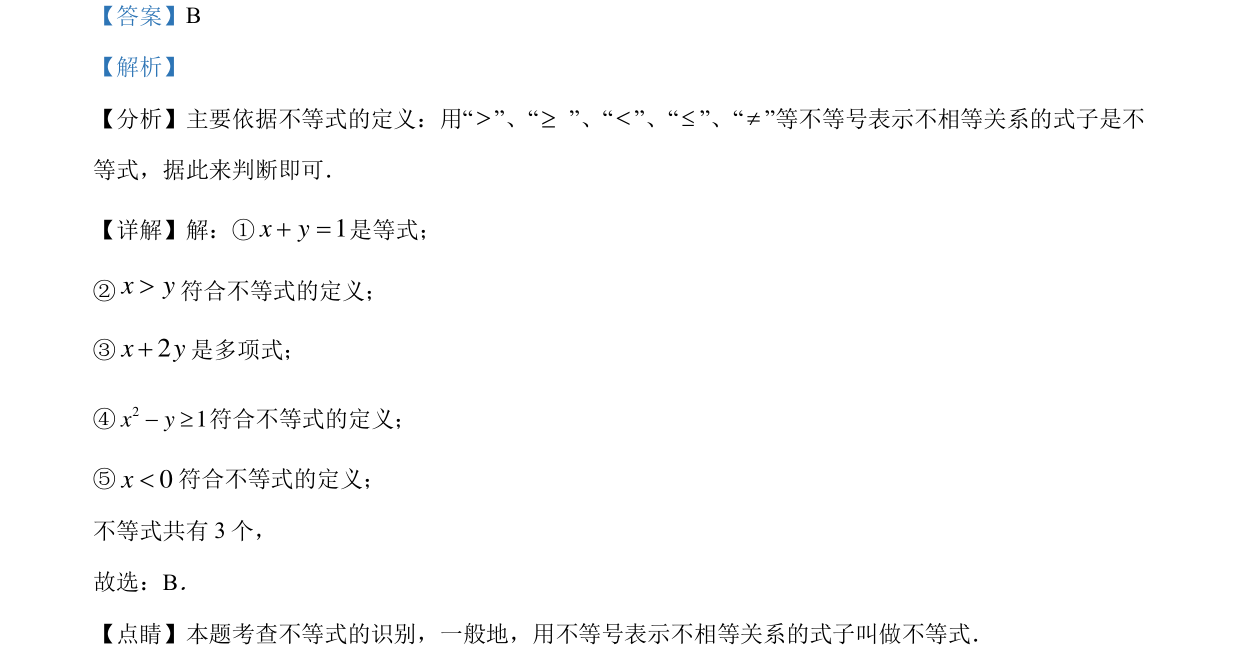 【答案】B
【解析】
【分析】主要依据不等式的定义：用“>”、“≥ ”、“<”、“≤”、“≠”等不等号表示不相等关系的式子是不
等式，据此来判断即可．
【详解】解：①x+y=1是等式；
②x>y符合不等式的定义；
③x+2y是多项式；
④x²−y≥1符合不等式的定义；
⑤x<0符合不等式的定义；
不等式共有 3 个，
故选：B．
【点睛】本题考查不等式的识别，一般地，用不等号表示不相等关系的式子叫做不等式．